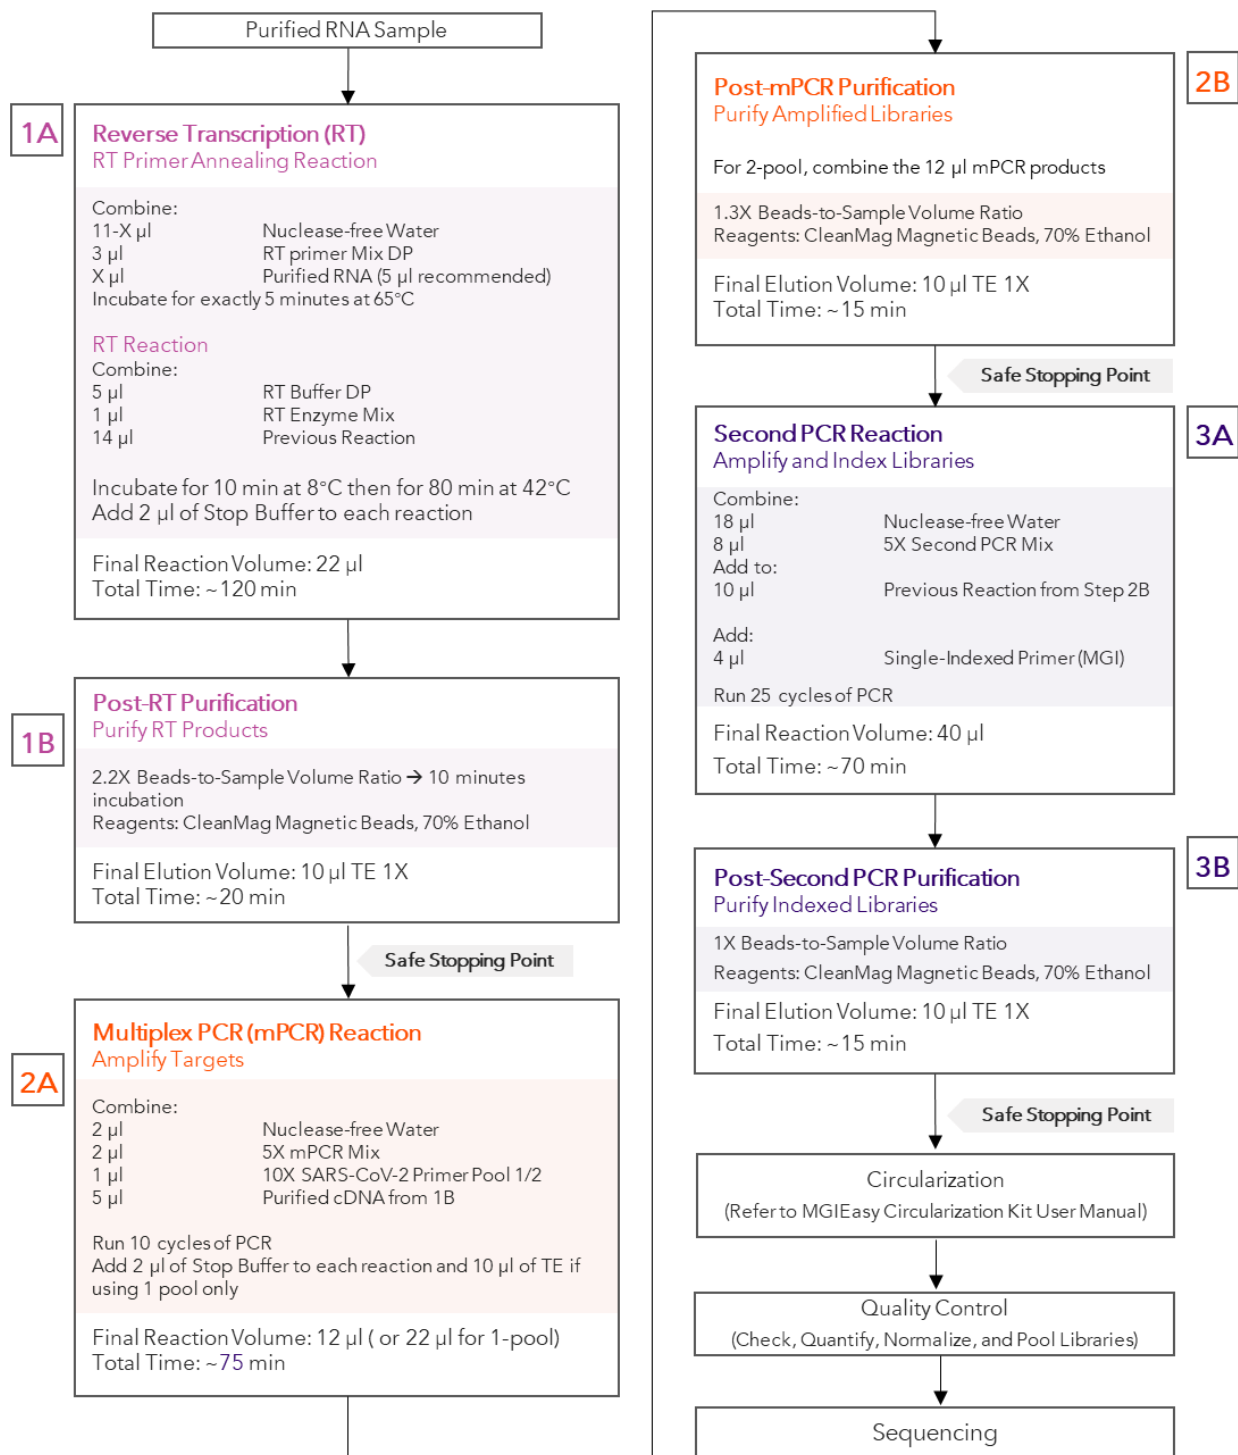 Purified RNA Sample
1A
Reverse Transcription (RT)
RT Primer Annealing Reaction
Combine:
11-X µl Nuclease-free Water
3 µl RT primer Mix DP
X µl Purified RNA (5 µl recommended)
Incubate for exactly 5 minutes at 65°C
RT Reaction
Combine:
5 µl RT Buffer DP
1 µl RT Enzyme Mix
14 µl Previous Reaction
Incubate for 10 min at 8°C then for 80 min at 42°C
Add 2 µl of Stop Buffer to each reaction
Final Reaction Volume: 22 µl
Total Time: ~120 min
1B
Post-RT Purification
Purify RT Products
2.2X Beads-to-Sample Volume Ratio → 10 minutes
incubation
Reagents: CleanMag Magnetic Beads, 70% Ethanol
Final Elution Volume: 10 µl TE 1X
Total Time: ~20 min
Safe Stopping Point
2A
Multiplex PCR (mPCR) Reaction
Amplify Targets
Combine:
2 µl Nuclease-free Water
2 µl 5X mPCR Mix
1 µl 10X SARS-CoV-2 Primer Pool 1/2
5 µl Purified cDNA from 1B
Run 10 cycles of PCR
Add 2 µl of Stop Buffer to each reaction and 10 µl of TE if
using 1 pool only
Final Reaction Volume: 12 µl ( or 22 µl for 1-pool)
Total Time: ~75 min
2B
Post-mPCR Purification
Purify Amplified Libraries
For 2-pool, combine the 12 µl mPCR products
1.3X Beads-to-Sample Volume Ratio
Reagents: CleanMag Magnetic Beads, 70% Ethanol
Final Elution Volume: 10 µl TE 1X
Total Time: ~15 min
Safe Stopping Point
3A
Second PCR Reaction
Amplify and Index Libraries
Combine:
18 µl Nuclease-free Water
8 µl 5X Second PCR Mix
Add to:
10 µl Previous Reaction from Step 2B
Add:
4 µl Single-Indexed Primer (MGI)
Run 25 cycles of PCR
Final Reaction Volume: 40 µl
Total Time: ~70 min
3B
Post-Second PCR Purification
Purify Indexed Libraries
1X Beads-to-Sample Volume Ratio
Reagents: CleanMag Magnetic Beads, 70% Ethanol
Final Elution Volume: 10 µl TE 1X
Total Time: ~15 min
Safe Stopping Point
Circularization
(Refer to MGIEasy Circularization Kit User Manual)
Quality Control
(Check, Quantify, Normalize, and Pool Libraries)
Sequencing